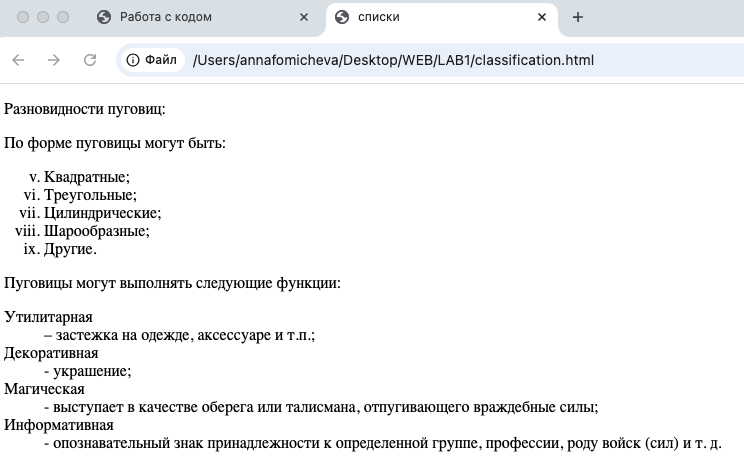 Работа с кодом
списки
Файл /Users/annafomicheva/Desktop/WEB/LAB1/classification.html
Разновидности пуговиц:
По форме пуговицы могут быть:
v. Квадратные;
vi. Треугольные;
vii. Цилиндрические;
viii. Шарообразные;
ix. Другие.
Пуговицы могут выполнять следующие функции:
Утилитарная
– застежка на одежде, аксессуаре и т.п.;
Декоративная
- украшение;
Магическая
- выступает в качестве оберега или талисмана, отпугивающего враждебные силы;
Информативная
- опознавательный знак принадлежности к определенной группе, профессии, роду войск (сил) и т. д.